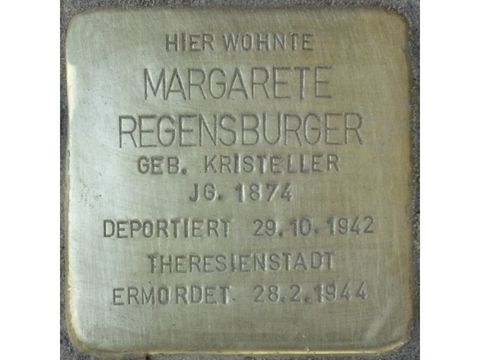 HIER WOHNTE
MARGARETE
REGENSBURGER
GEB. KRISTELLER
JG. 1874
DEPORTIERT 29.10.1942
THERESIENSTADT
ERMORDET 28.2.1944